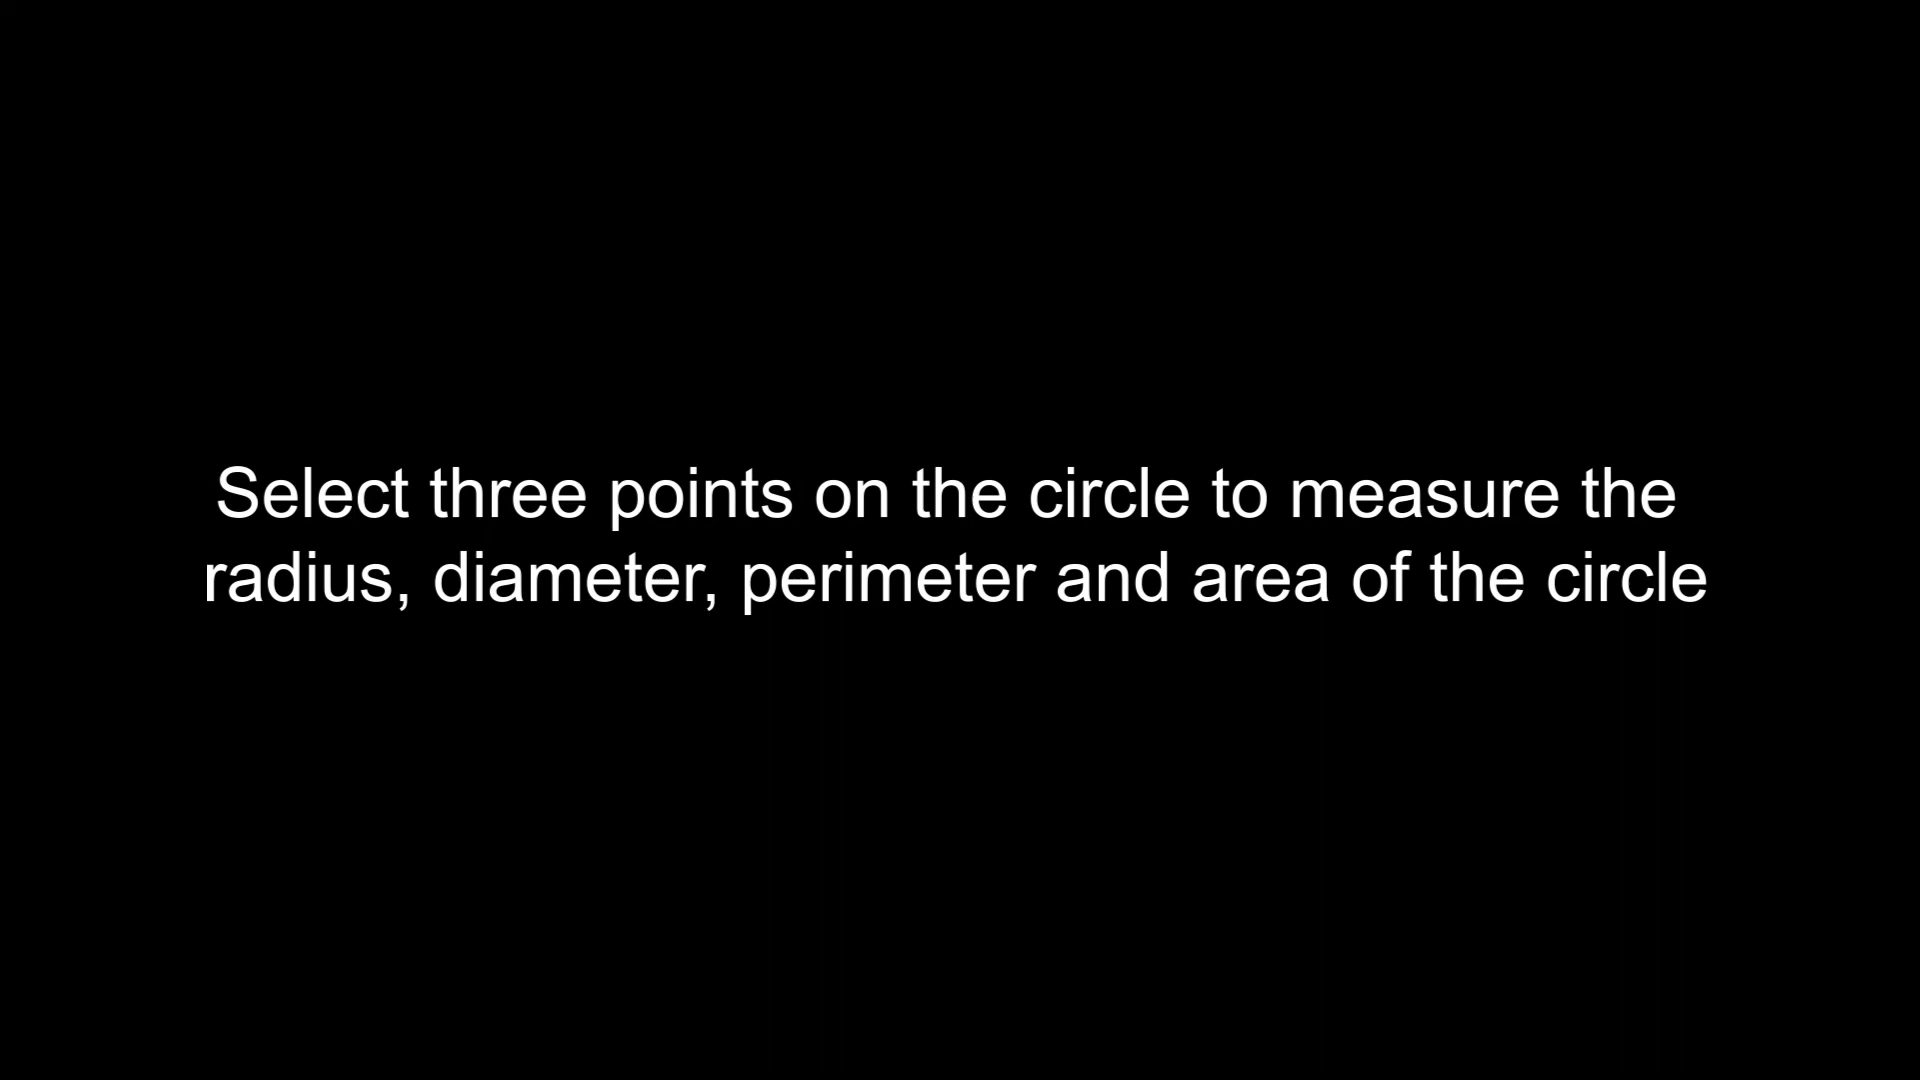 Select three points on the circle to measure the
radius, diameter, perimeter and area of the circle